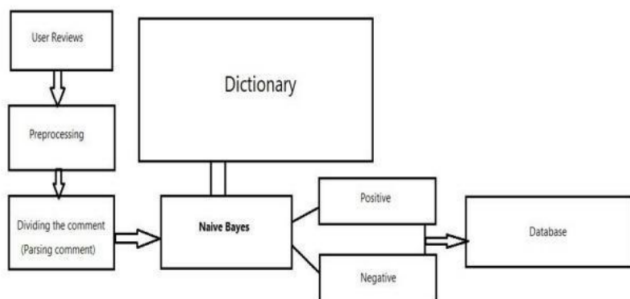 User Reviews
Dictionary
Preprocessing
Dividing the comment
(Parsing comment)
Naive Bayes
Positive
Negative
Database